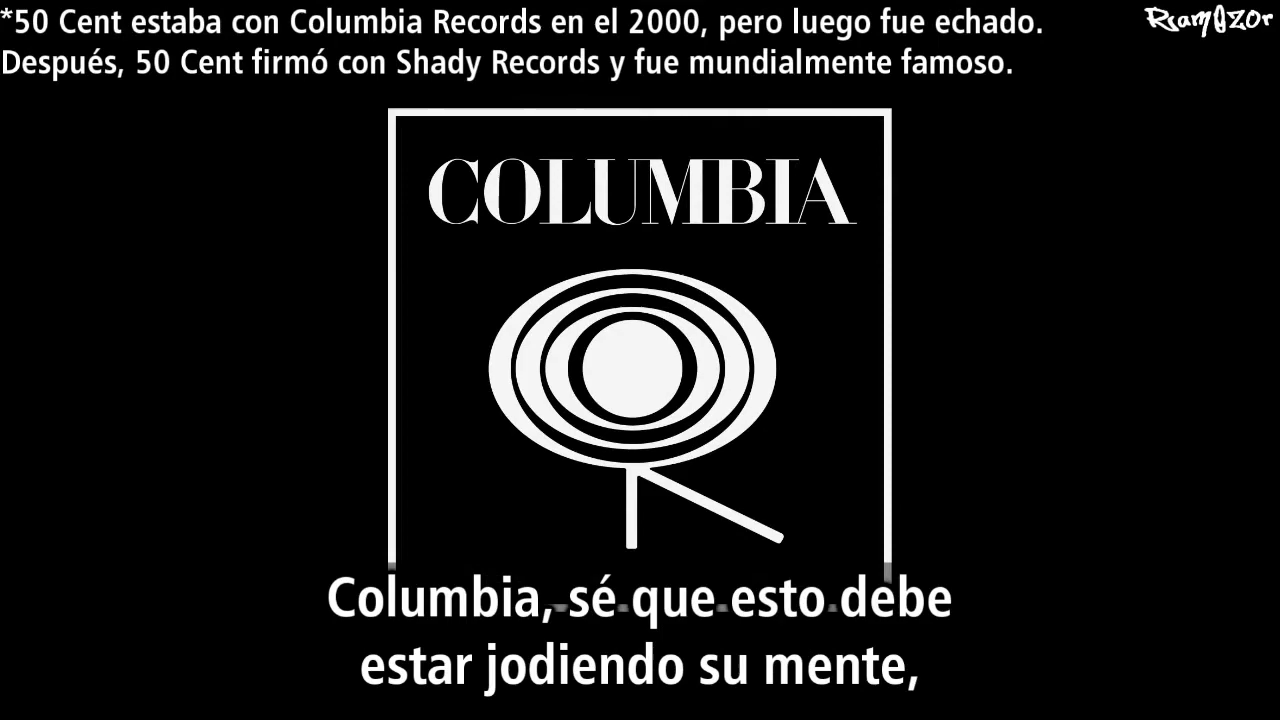 *50 Cent estaba con Columbia Records en el 2000, pero luego fue echado.
RamAzor
Después, 50 Cent firmó con Shady Records y fue mundialmente famoso.
COLUMBIA
Columbia, sé que esto debe
estar jodiendo su mente,